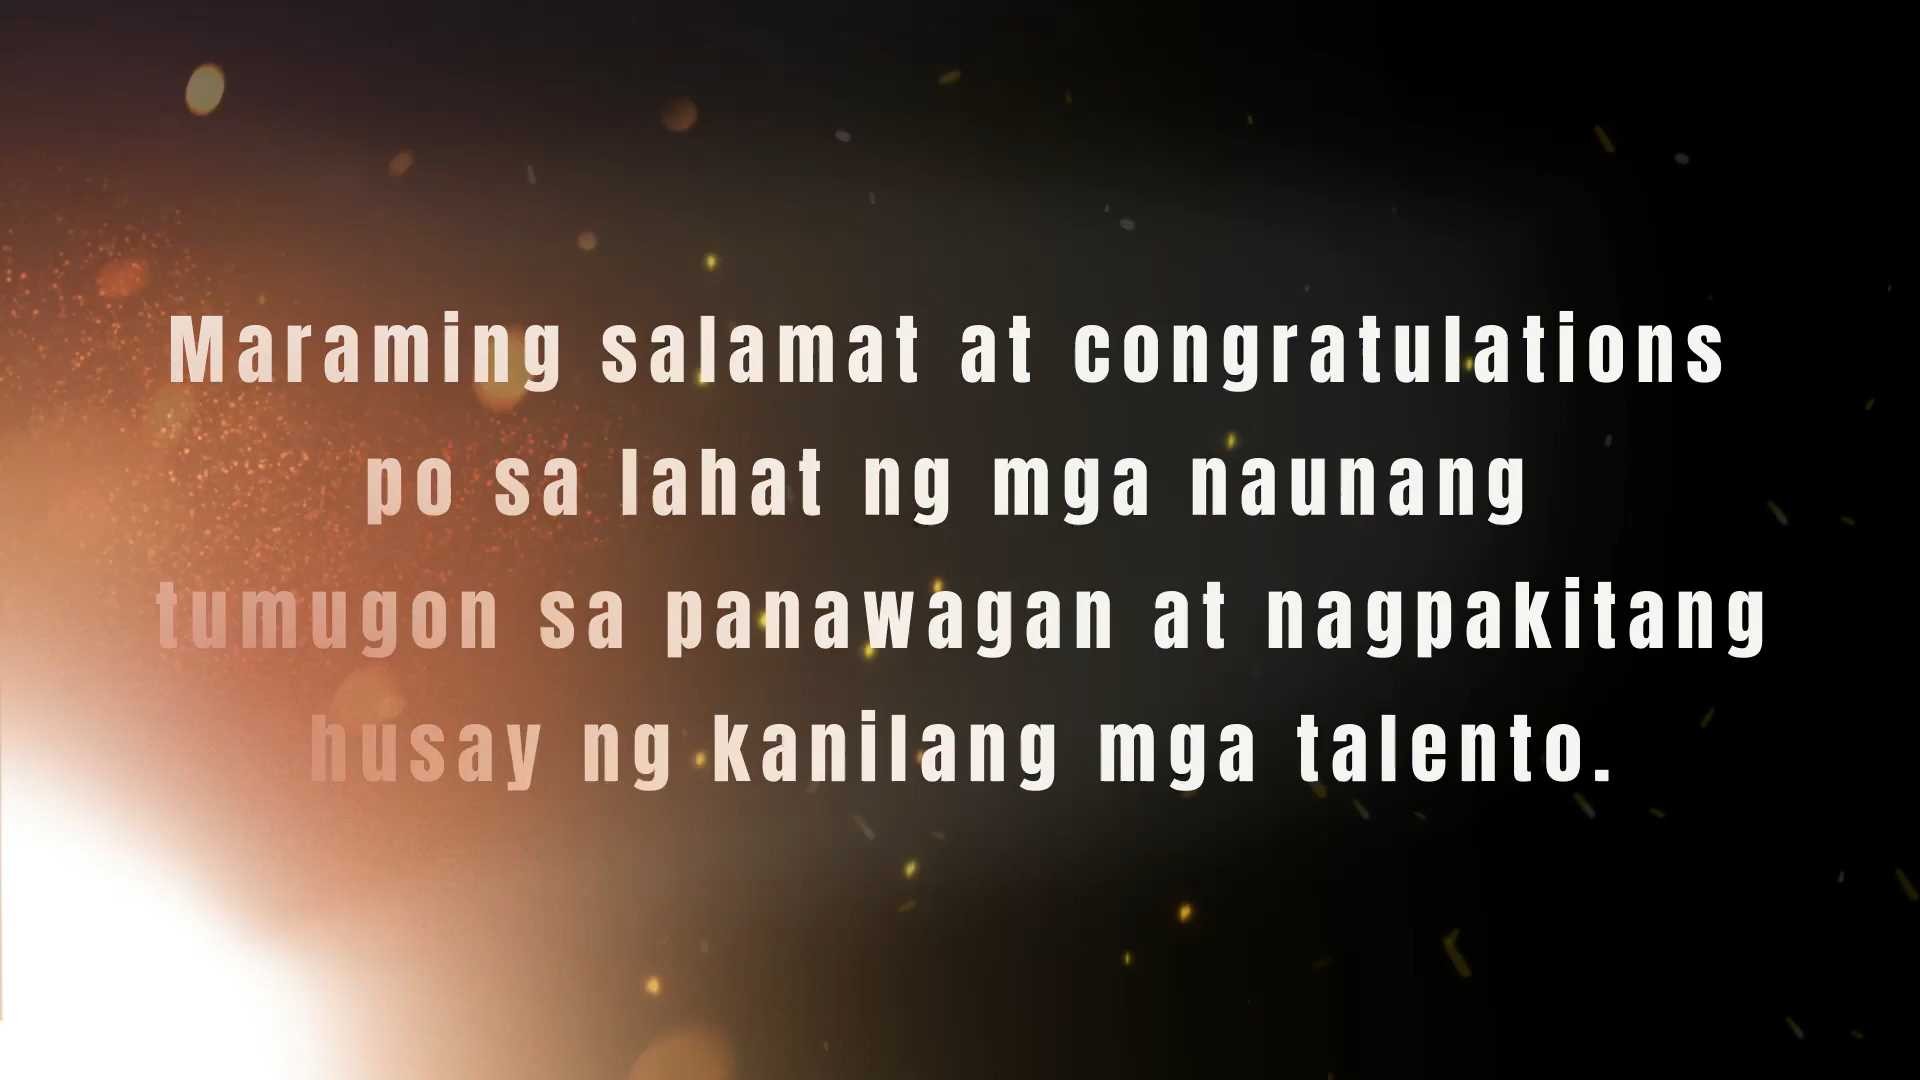 Maraming salamat at congratulations
po sa lahat ng mga naunang
tumugon sa panawagan at nagpakitang
husay ng kanilang mga talento.